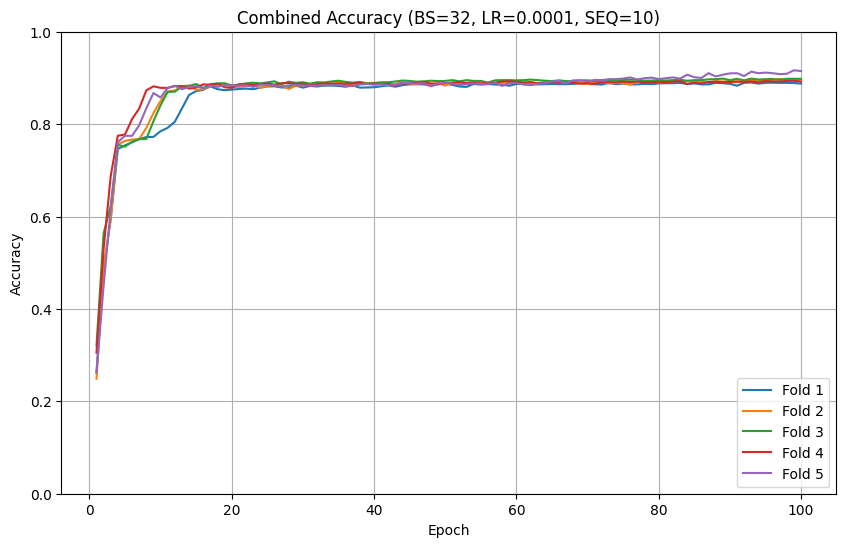 Combined Accuracy (BS=32, LR=0.0001, SEQ=10)
1.0
0.8
0.6
0.4
0.2
0.0
Accuracy
0 20 40 60 80 100
Epoch
Fold 1
Fold 2
Fold 3
Fold 4
Fold 5